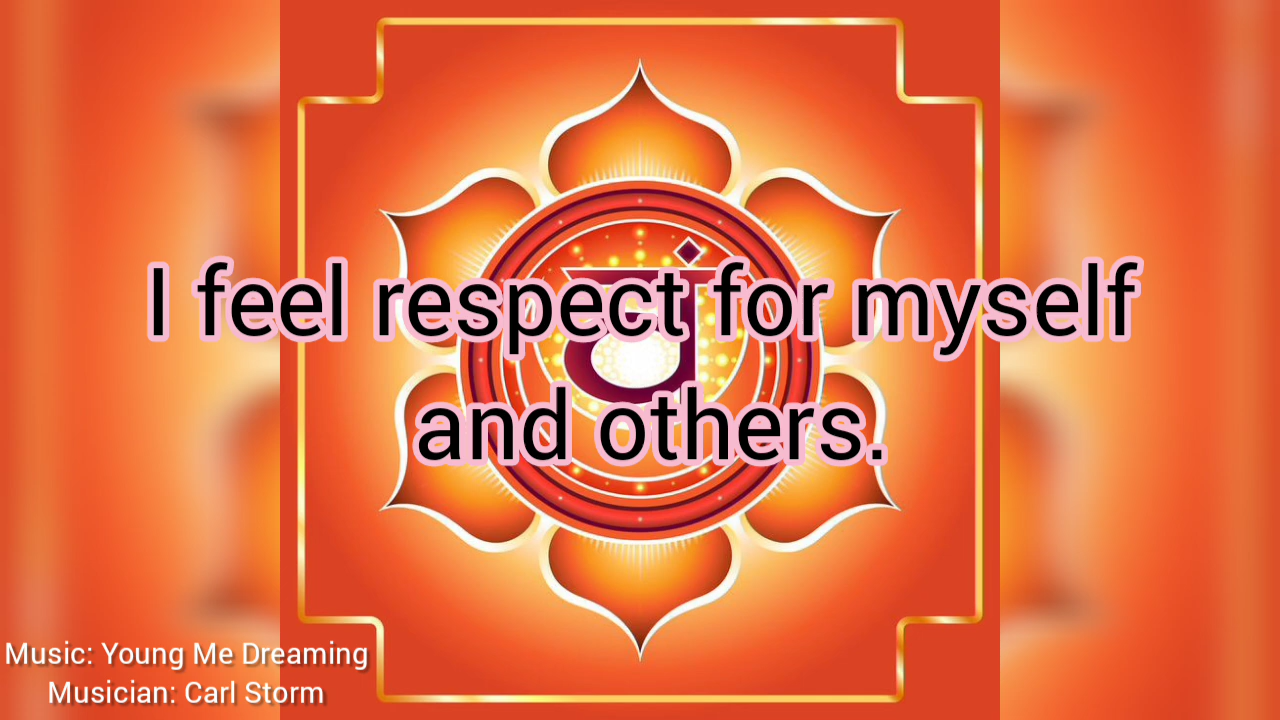 I feel respect for myself
वं
and others.
Music: Young Me Dreaming
Musician: Carl Storm